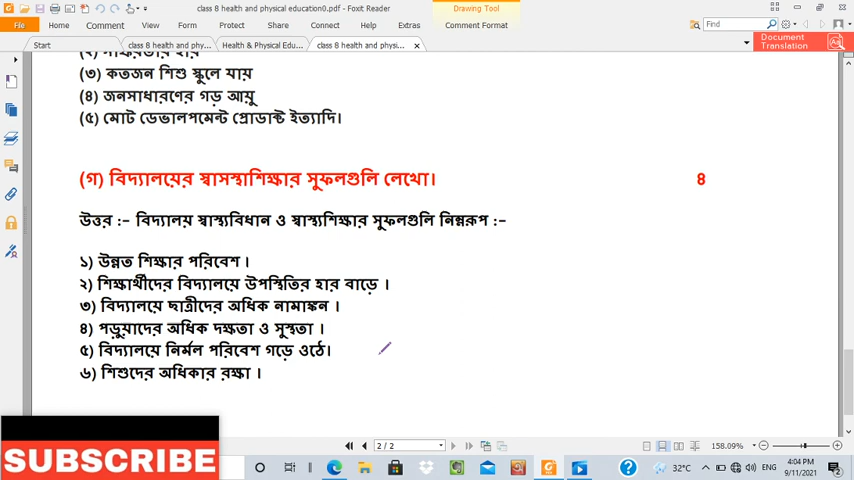 class 8 health and physical education0.pdf - Foxit Reader
Drawing Tool
File Home Comment View Form Protect Share Connect Help Extras Comment Format
Find
Start class 8 health and phy... Health & Physical Edu... class 8 health and physi...
Document Translation
(৩) কতজন শিশু স্কুলে যায়
(৪) জনসাধারণের গড় আয়ু
(৫) মোট ডেভালপমেন্ট প্রোডাক্ট ইত্যাদি।
(গ) বিদ্যালয়ের স্বাসস্থাশিক্ষার সুফলগুলি লেখো। 4
উত্তর :- বিদ্যালয় স্বাস্থ্যবিধান ও স্বাস্থ্যশিক্ষার সুফলগুলি নিম্নরূপ :-
১) উন্নত শিক্ষার পরিবেশ ।
২) শিক্ষার্থীদের বিদ্যালয়ে উপস্থিতির হার বাড়ে ।
৩) বিদ্যালয়ে ছাত্রীদের অধিক নামাঙ্কন ।
৪) পড়ুয়াদের অধিক দক্ষতা ও সুস্থতা ।
৫) বিদ্যালয়ে নির্মল পরিবেশ গড়ে ওঠে।
৬) শিশুদের অধিকার রক্ষা ।
2 / 2
158.09%
SUBSCRIBE
32°C
ENG
4:04 PM
9/11/2021